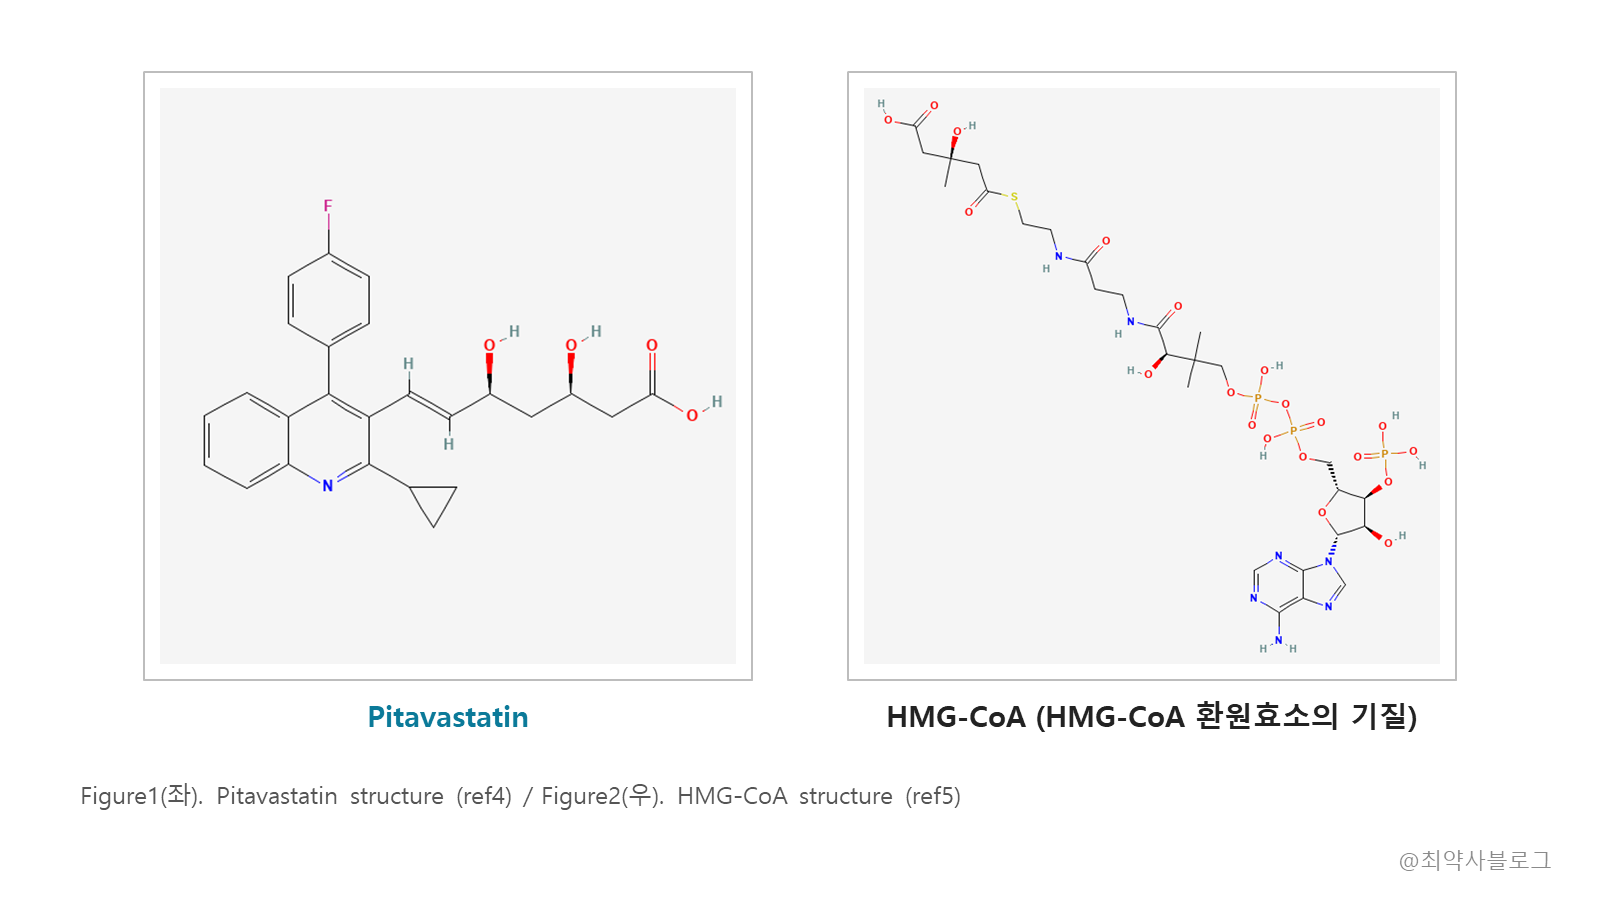 Pitavastatin
HMG-CoA (HMG-CoA 환원효소의 기질)
Figure1(좌). Pitavastatin structure (ref4) / Figure2(우). HMG-CoA structure (ref5)
@최약사블로그
F
H
H
H
O
O
O
H
O
H
N
H
O
O
O
H
O
S
O
N
H
O
O
N
H
H
O
O
H
O
P
O
O
O
H
P
O
H
O
O
H
O
P
O
H
O
O
O
H
N
N
N
N
N
H
H